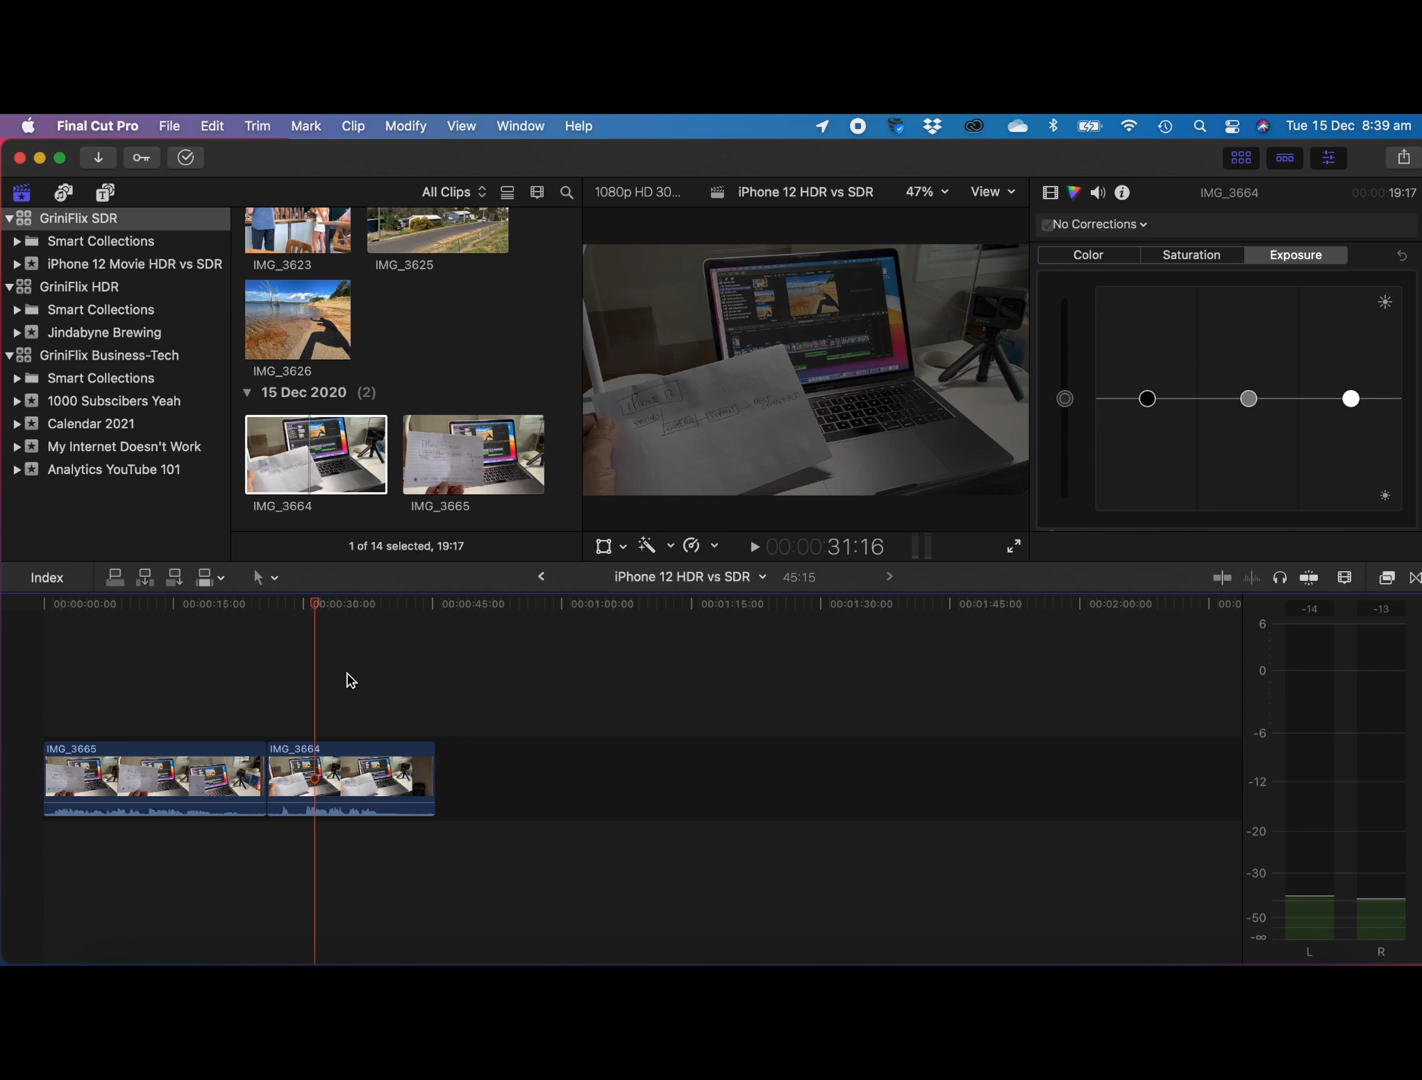 Final Cut Pro File Edit Trim Mark Clip Modify View Window Help Tue 15 Dec 8:39 am
All Clips 1080p HD 30... iPhone 12 HDR vs SDR 47% View IMG_3664 00:00:19:17
GriniFlix SDR
Smart Collections
iPhone 12 Movie HDR vs SDR
GriniFlix HDR
Smart Collections
Jindabyne Brewing
GriniFlix Business-Tech
Smart Collections
1000 Subscibers Yeah
Calendar 2021
My Internet Doesn't Work
Analytics YouTube 101
IMG_3623 IMG_3625
IMG_3626
15 Dec 2020 (2)
IMG_3664 IMG_3665
1 of 14 selected, 19:17
iPhone 12
00:00:31:16
No Corrections
Color Saturation Exposure
Index iPhone 12 HDR vs SDR 45:15
00:00:00:00 00:00:15:00 00:00:30:00 00:00:45:00 00:01:00:00 00:01:15:00 00:01:30:00 00:01:45:00 00:02:00:00 00:0
IMG_3665 IMG_3664
-14 -13
6
0
-6
-12
-20
-30
-50
-∞
L R